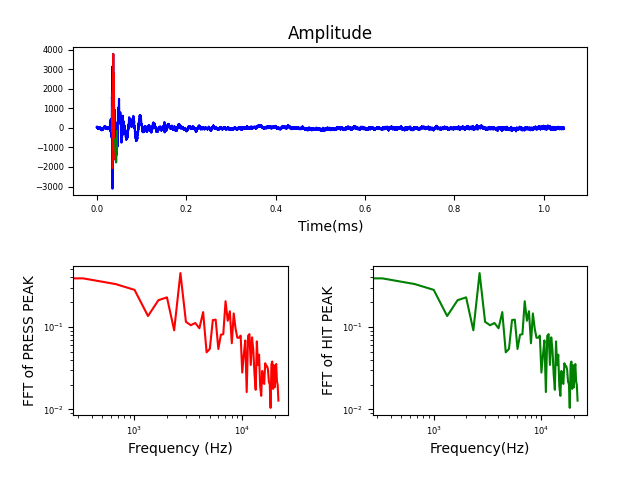 Amplitude
4000
3000
2000
1000
0
−1000
−2000
−3000
0.0 0.2 0.4 0.6 0.8 1.0
Time(ms)
FFT of PRESS PEAK
10⁻¹
10⁻²
10³ 10⁴
Frequency (Hz)
FFT of HIT PEAK
10⁻¹
10⁻²
10³ 10⁴
Frequency(Hz)